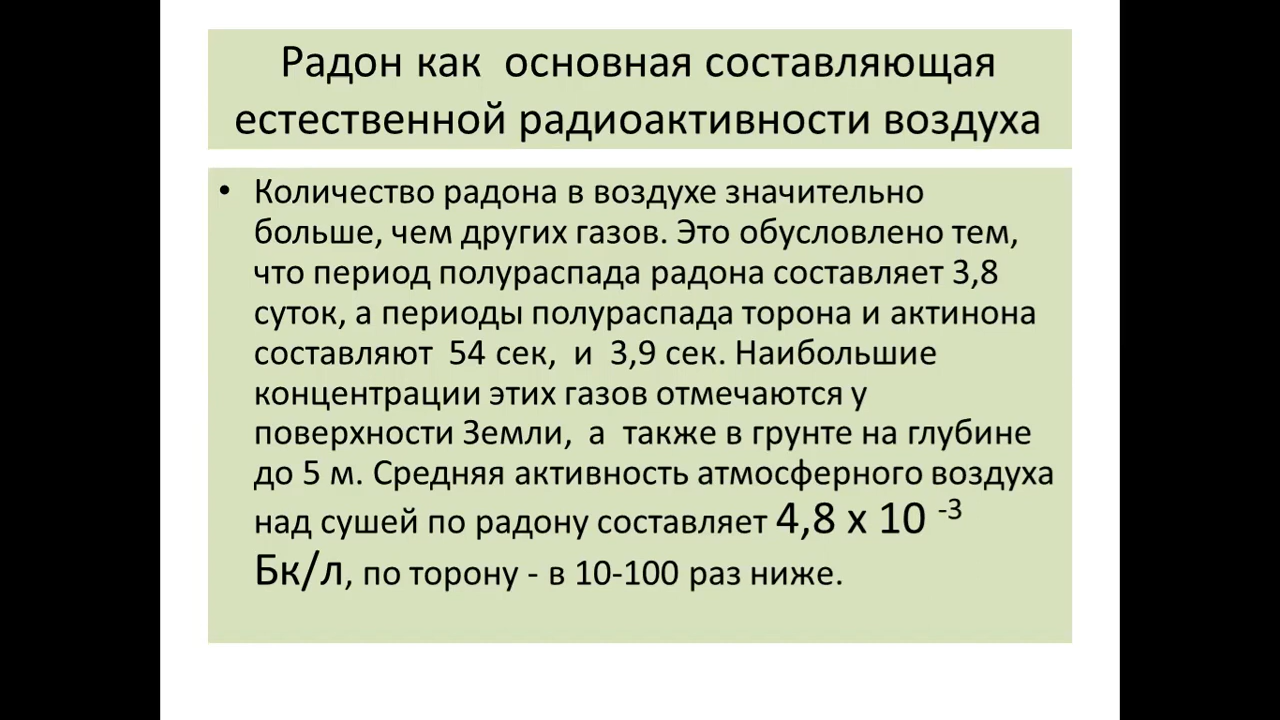 Радон как основная составляющая
естественной радиоактивности воздуха
• Количество радона в воздухе значительно
больше, чем других газов. Это обусловлено тем,
что период полураспада радона составляет 3,8
суток, а периоды полураспада торона и актинона
составляют 54 сек, и 3,9 сек. Наибольшие
концентрации этих газов отмечаются у
поверхности Земли, а также в грунте на глубине
до 5 м. Средняя активность атмосферного воздуха
над сушей по радону составляет 4,8 х 10 -3
Бк/л, по торону - в 10-100 раз ниже.